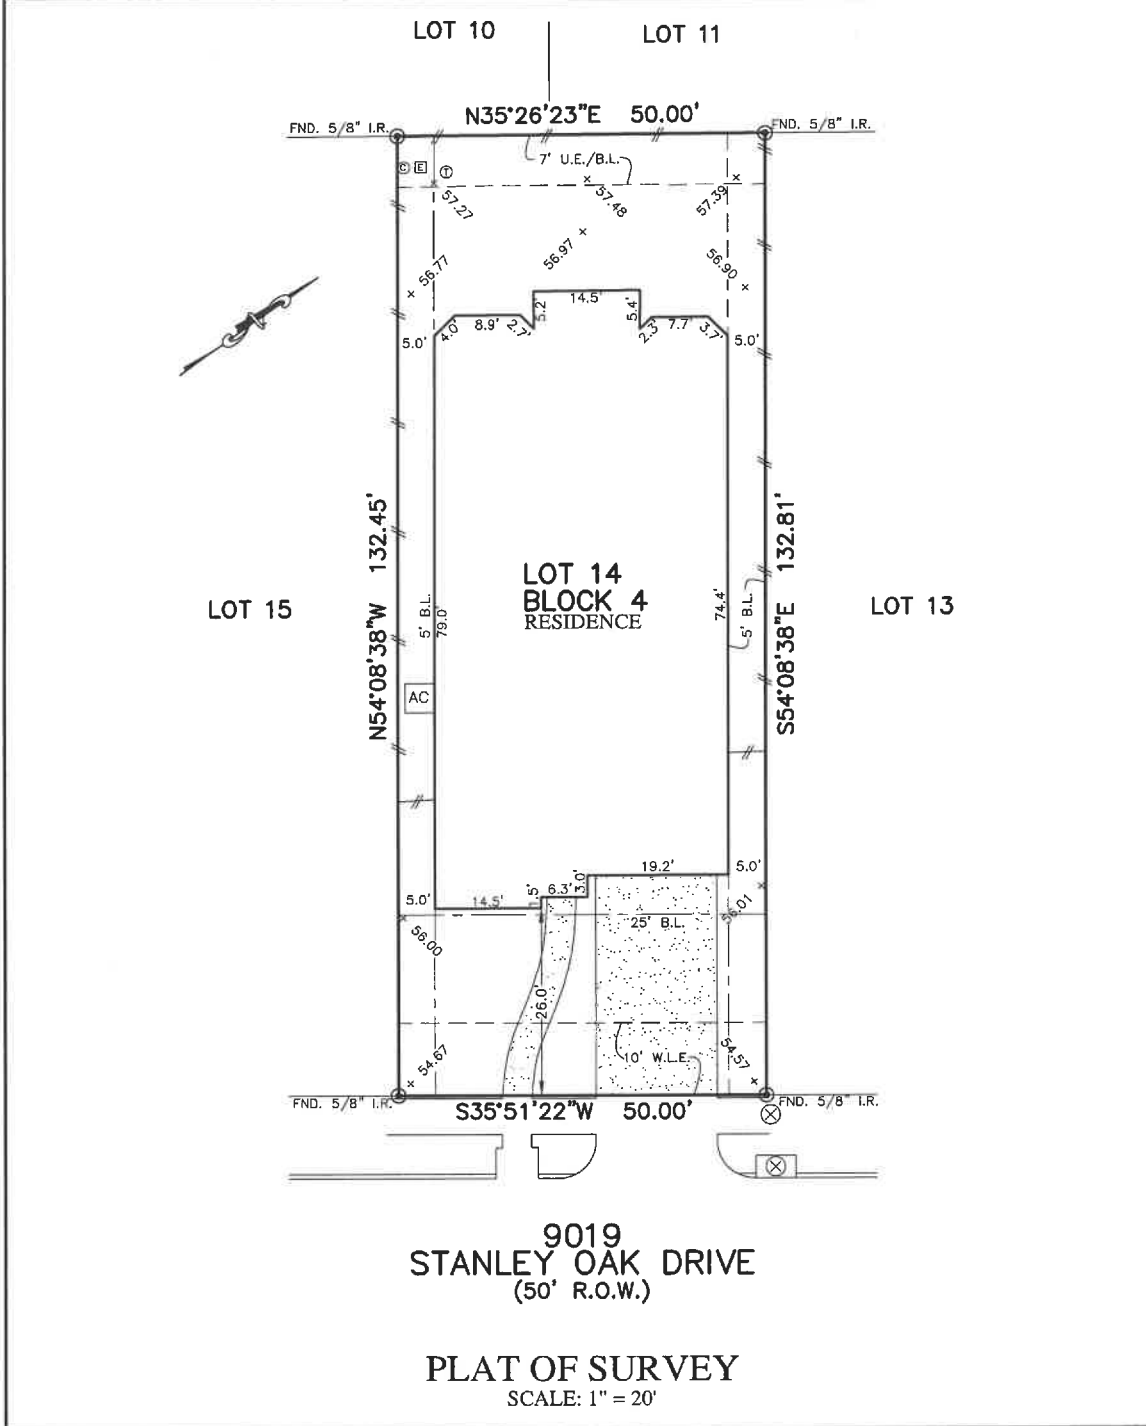 LOT 10
LOT 11
N35°26'23"E 50.00'
FND. 5/8" I.R.
FND. 5/8" I.R.
7' U.E./B.L.
C
E
T
57.27
57.48
57.39
56.77
56.97
56.90
14.5'
5.2'
5.4'
4.0'
8.9'
2.7'
2.3'
7.7'
3.7'
5.0'
5.0'
N54°08'38"W 132.45'
S54°08'38"E 132.81'
LOT 14
BLOCK 4
RESIDENCE
LOT 15
LOT 13
5' B.L.
79.0'
74.4'
5' B.L.
AC
19.2'
5.0'
5.0'
14.5'
1.5'
6.3'
3.0'
56.00
25' B.L.
56.01
26.0'
10' W.L.E.
54.67
54.57
FND. 5/8" I.R.
FND. 5/8" I.R.
S35°51'22"W 50.00'
9019
STANLEY OAK DRIVE
(50' R.O.W.)
PLAT OF SURVEY
SCALE: 1" = 20'